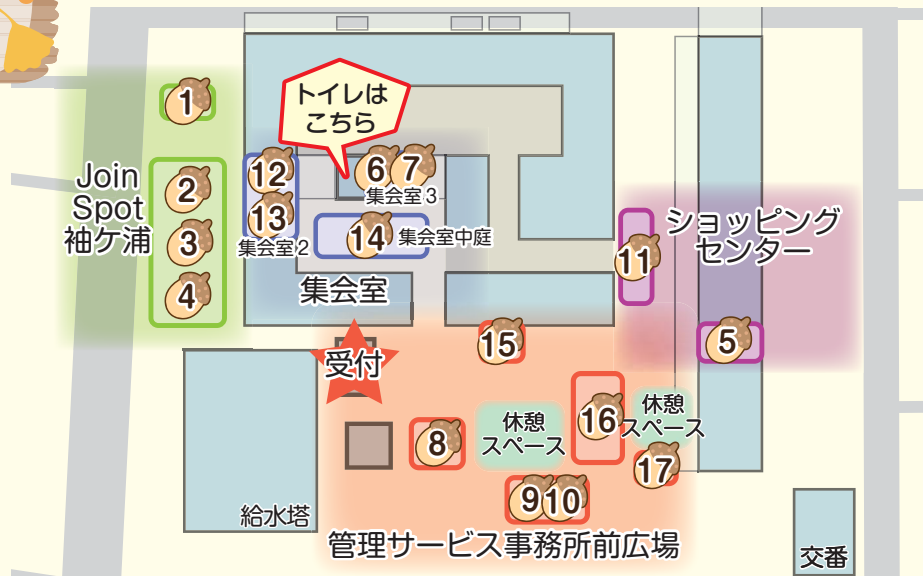 1
トイレは
こちら
Join
Spot
袖ケ浦
2
3
4
12
13
集会室2
6
7
集会室3
14
集会室中庭
集会室
11
ショッピング
センター
5
受付
15
8
休憩
スペース
16
休憩
スペース
17
9
10
給水塔
管理サービス事務所前広場
交番